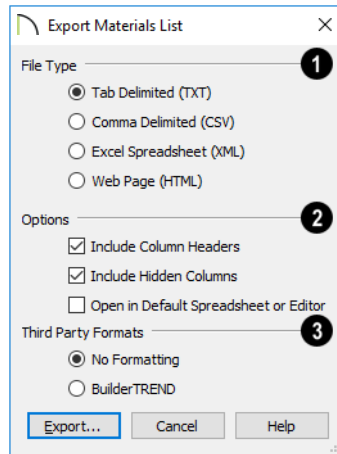 Export Materials List
File Type
1
Tab Delimited (TXT)
Comma Delimited (CSV)
Excel Spreadsheet (XML)
Web Page (HTML)
Options
2
Include Column Headers
Include Hidden Columns
Open in Default Spreadsheet or Editor
Third Party Formats
3
No Formatting
BuilderTREND
Export... Cancel Help